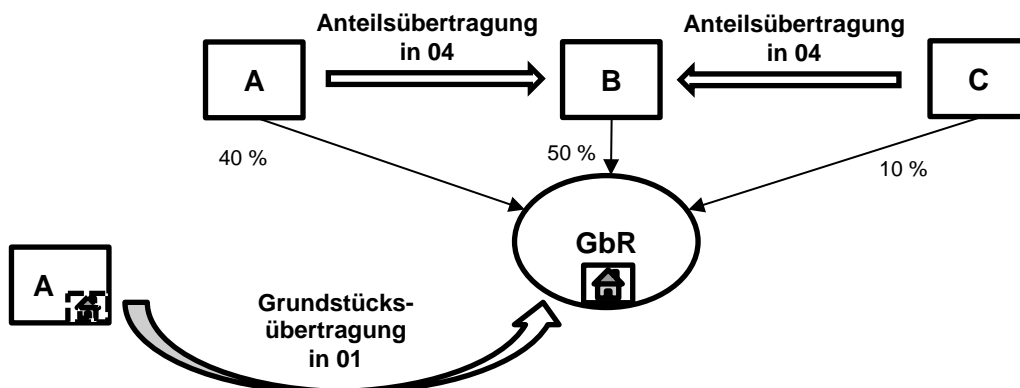 Anteilsübertragung
in 04
Anteilsübertragung
in 04
A
B
C
40 %
50 %
10 %
GbR
A
Grundstücks-
übertragung
in 01